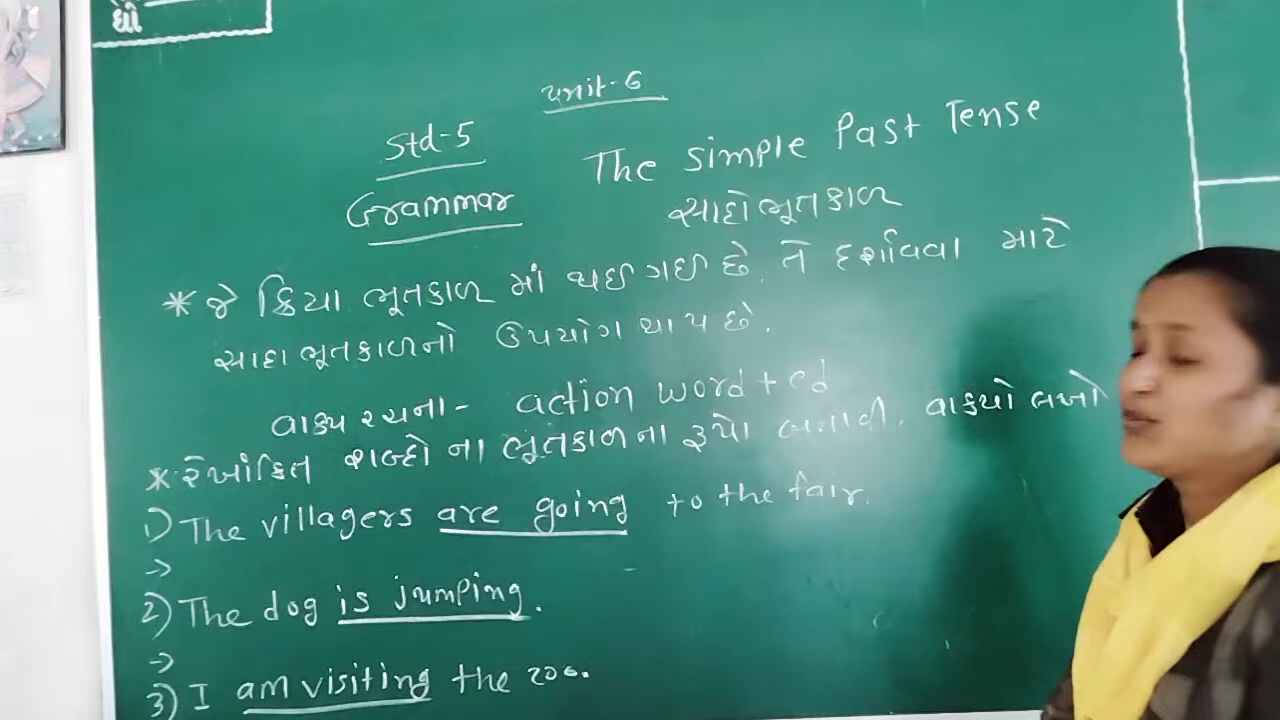 ધો
Unit-6
Std-5
The Simple Past Tense
Grammar
સાદોભૂતકાળ
* જે ક્રિયા ભૂતકાળ માં થઈ ગઈ છે. તે દર્શાવવા માટે
સાદા ભૂતકાળનો ઉપયોગ થાય છે.
વાક્ય રચના - action word + ed
* રેખાંકિત શબ્દો ના ભૂતકાળના રૂપો બનાવી. વાક્યો લખો
1) The villagers are going to the fair.
->
2) The dog is jumping.
->
3) I am visiting the zoo.